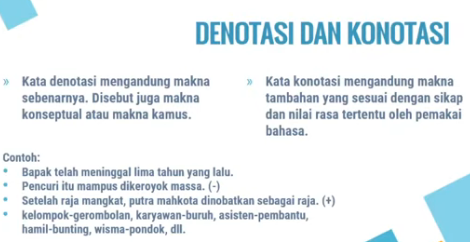 DENOTASI DAN KONOTASI
» Kata denotasi mengandung makna
sebenarnya. Disebut juga makna
konseptual atau makna kamus.
» Kata konotasi mengandung makna
tambahan yang sesuai dengan sikap
dan nilai rasa tertentu oleh pemakai
bahasa.
Contoh:
• Bapak telah meninggal lima tahun yang lalu.
• Pencuri itu mampus dikeroyok massa. (-)
• Setelah raja mangkat, putra mahkota dinobatkan sebagai raja. (+)
• kelompok-gerombolan, karyawan-buruh, asisten-pembantu,
hamil-bunting, wisma-pondok, dll.